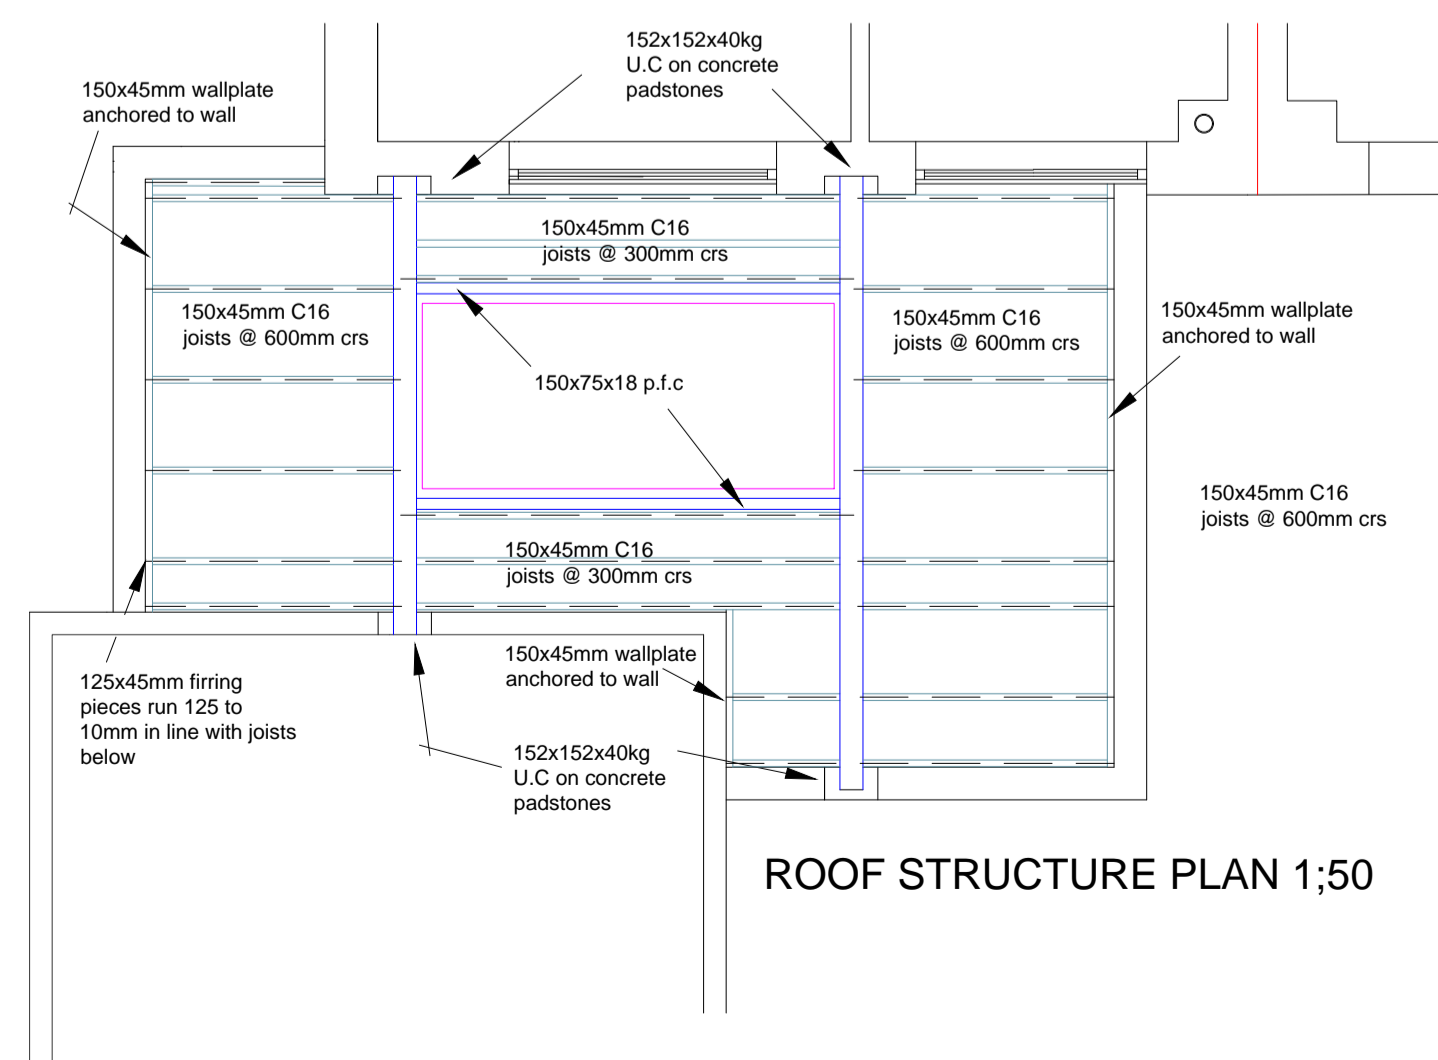 152x152x40kg
U.C on concrete
padstones
150x45mm wallplate
anchored to wall
150x45mm C16
joists @ 300mm crs
150x45mm C16
joists @ 600mm crs
150x45mm C16
joists @ 600mm crs
150x45mm wallplate
anchored to wall
150x75x18 p.f.c
150x45mm C16
joists @ 600mm crs
150x45mm C16
joists @ 300mm crs
150x45mm wallplate
anchored to wall
125x45mm firring
pieces run 125 to
10mm in line with joists
below
152x152x40kg
U.C on concrete
padstones
ROOF STRUCTURE PLAN 1;50